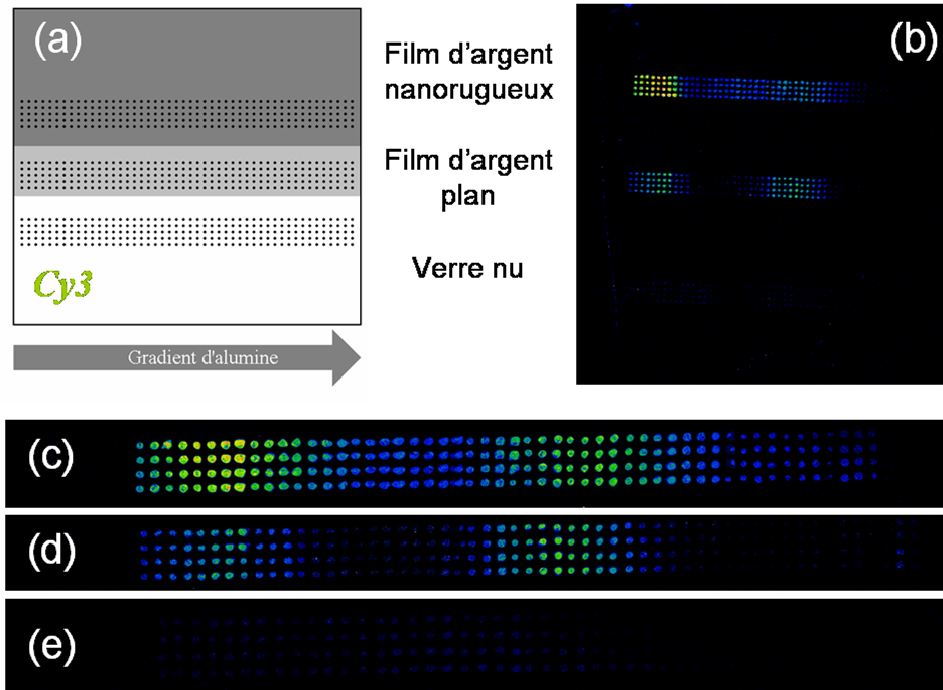 (a)
Film d'argent
nanorugueux
Film d'argent
plan
Verre nu
Cy3
Gradient d'alumine
(b)
(c)
(d)
(e)